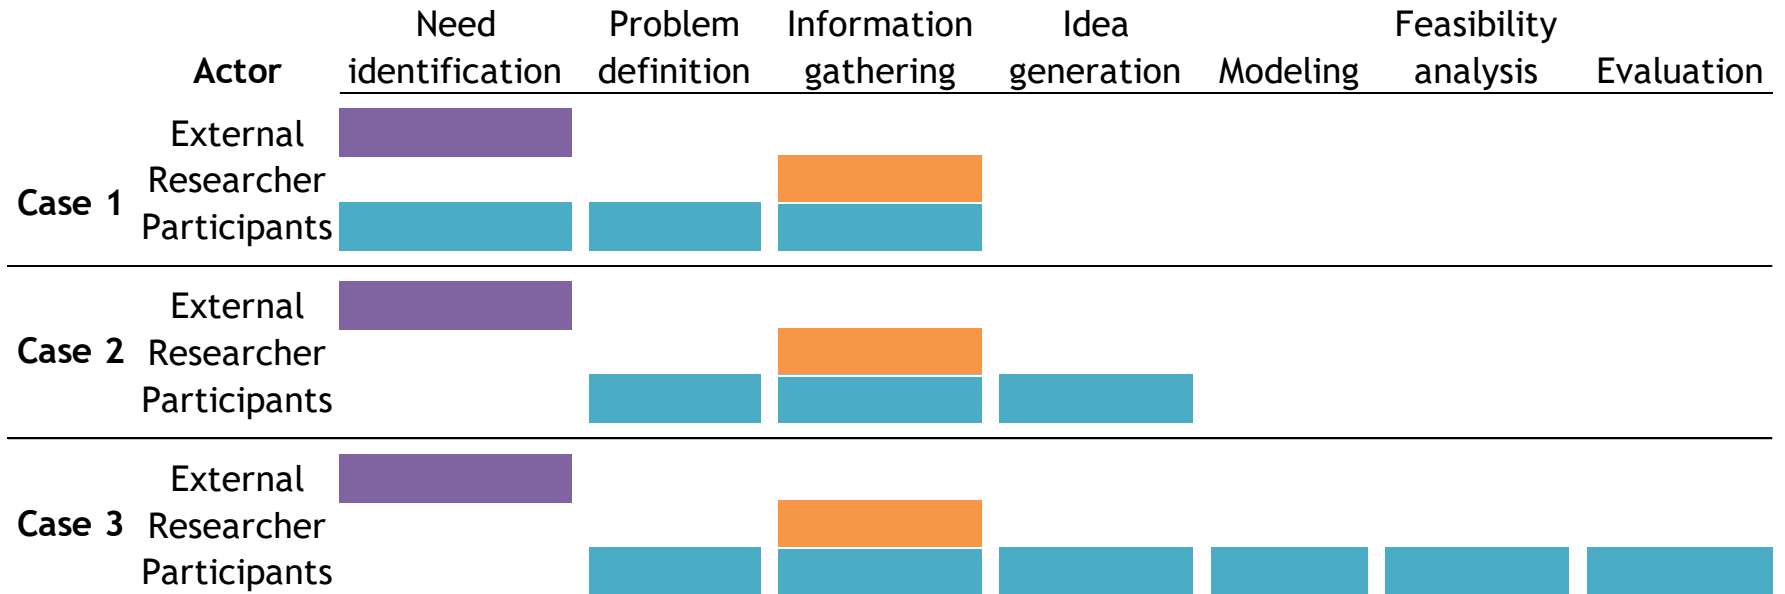 Need Problem Information Idea Feasibility
Actor identification definition gathering generation Modeling analysis Evaluation
External
Case 1 Researcher
Participants
External
Case 2 Researcher
Participants
External
Case 3 Researcher
Participants